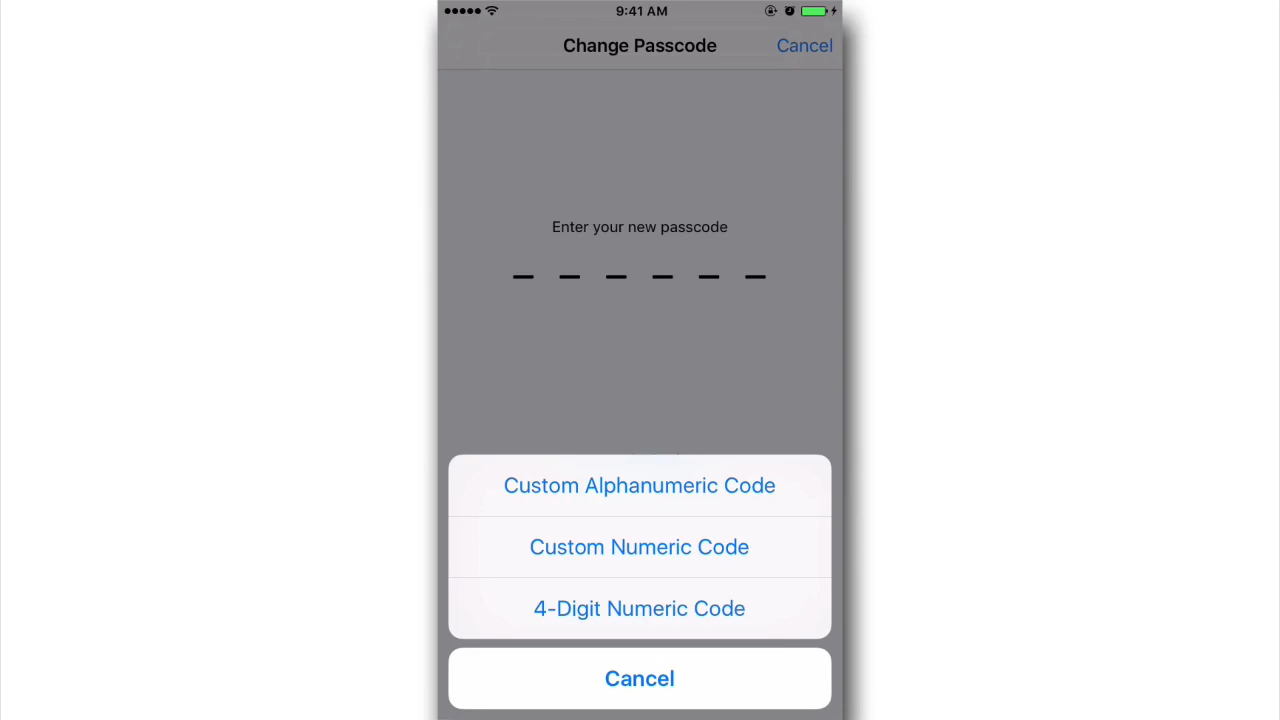 9:41 AM
Change Passcode
Cancel
Enter your new passcode
Custom Alphanumeric Code
Custom Numeric Code
4-Digit Numeric Code
Cancel